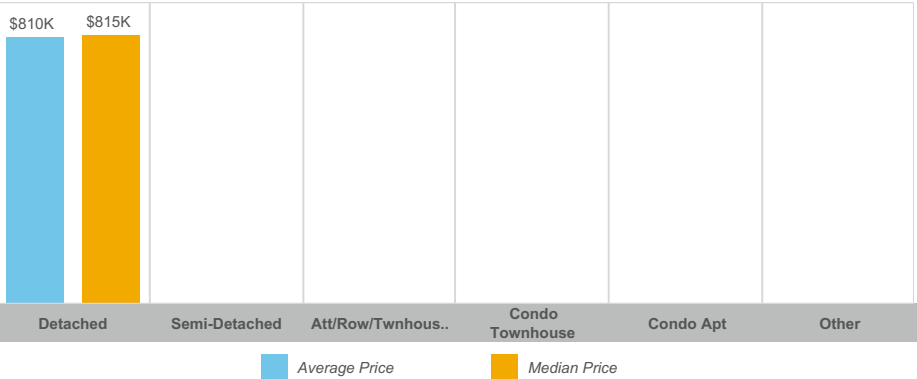 $810K
$815K
Detached
Semi-Detached
Att/Row/Twnhous..
Condo
Townhouse
Condo Apt
Other
Average Price
Median Price